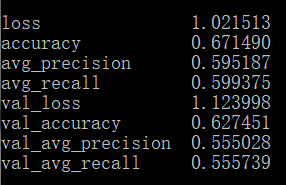 loss 1.021513
accuracy 0.671490
avg_precision 0.595187
avg_recall 0.599375
val_loss 1.123998
val_accuracy 0.627451
val_avg_precision 0.555028
val_avg_recall 0.555739